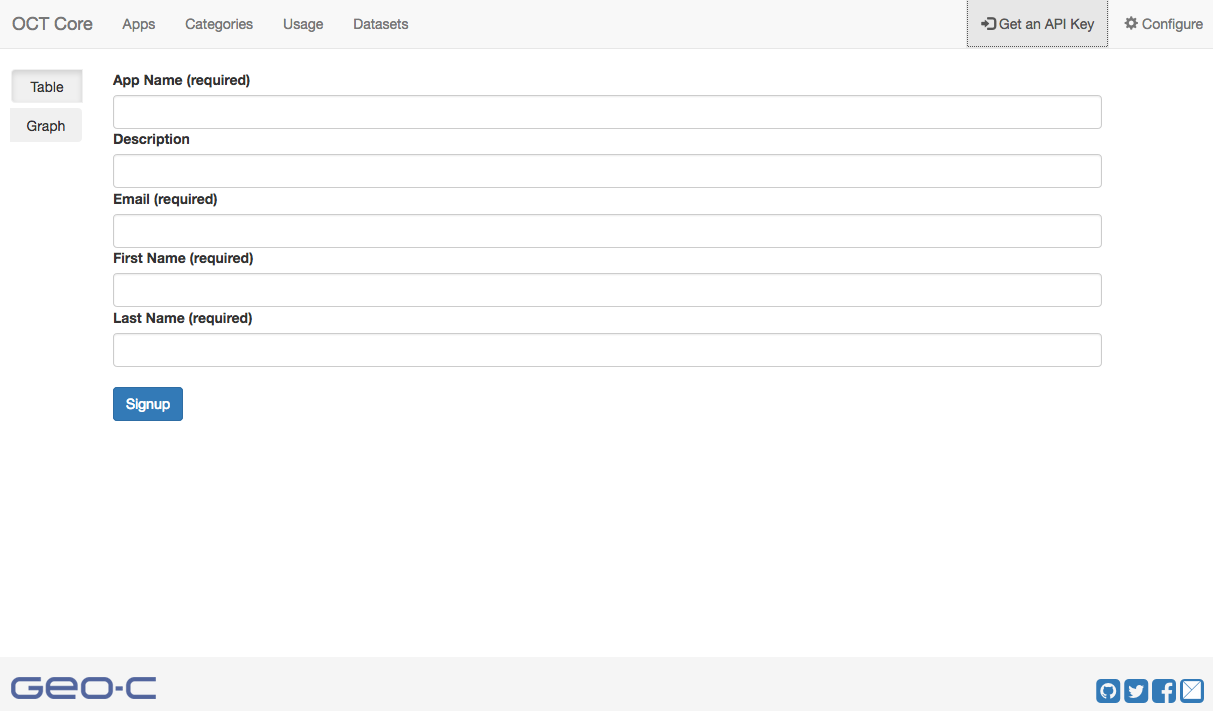 OCT Core Apps Categories Usage Datasets Get an API Key Configure
Table
Graph
App Name (required)
Description
Email (required)
First Name (required)
Last Name (required)
Signup
GEO-C